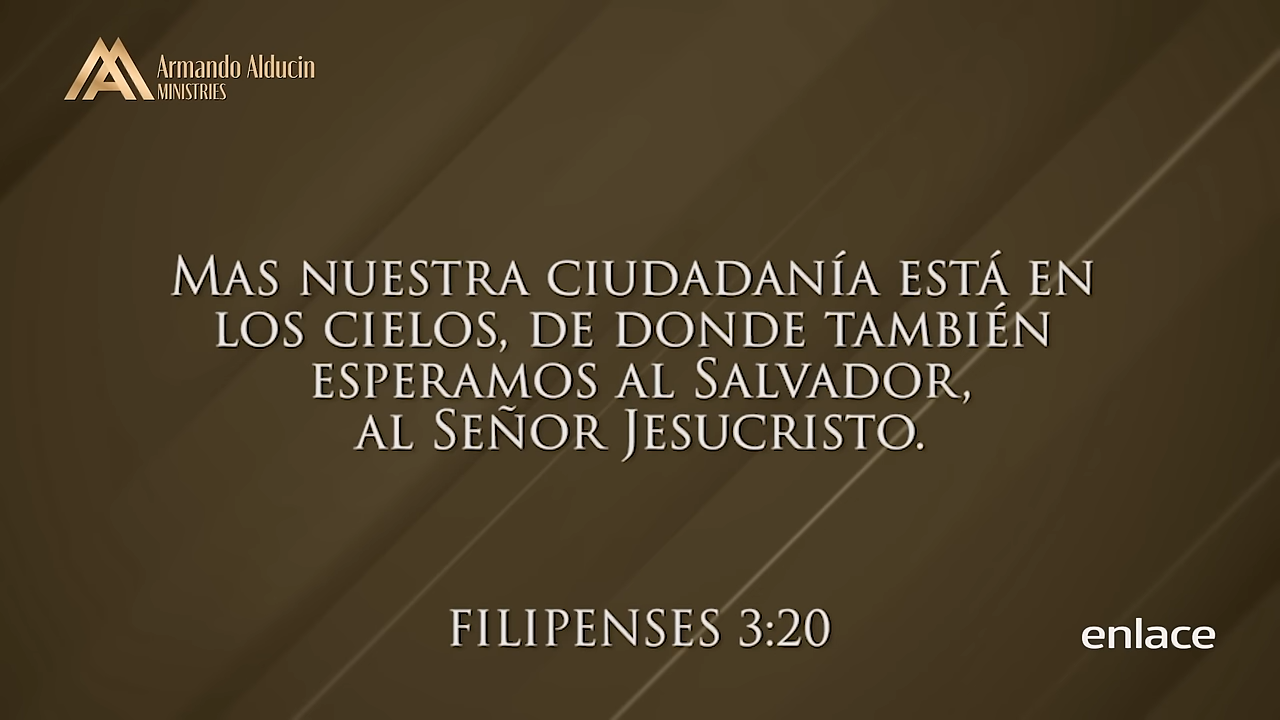 Armando Alducin
MINISTRIES
MAS NUESTRA CIUDADANÍA ESTÁ EN
LOS CIELOS, DE DONDE TAMBIÉN
ESPERAMOS AL SALVADOR,
AL SEÑOR JESUCRISTO.
FILIPENSES 3:20
enlace